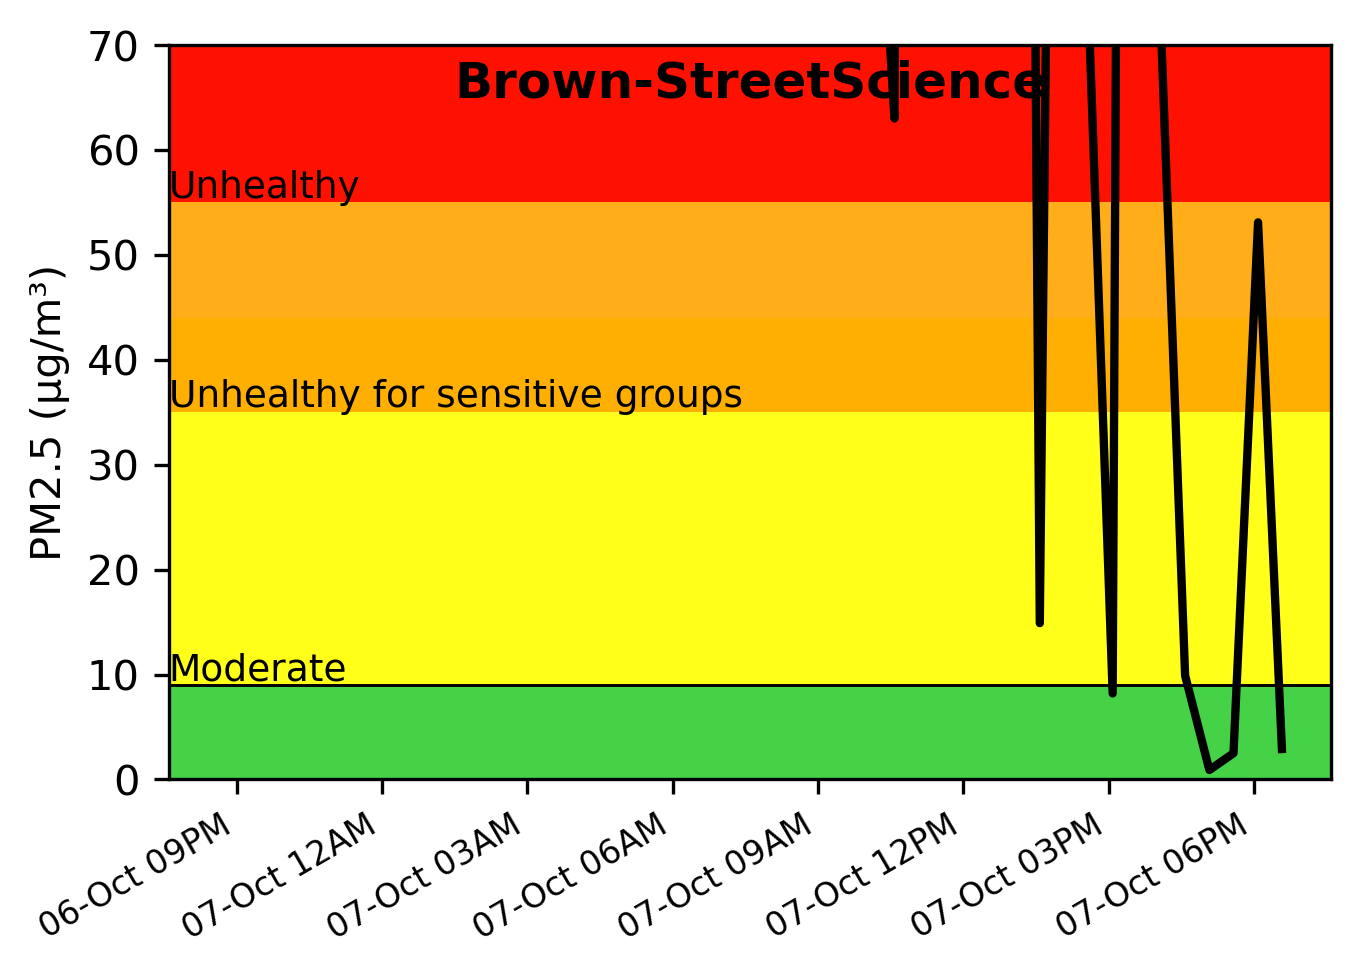 Brown-StreetScience
70
60
50
40
30
20
10
0
PM2.5 (µg/m³)
Unhealthy
Unhealthy for sensitive groups
Moderate
06-Oct 09PM
07-Oct 12AM
07-Oct 03AM
07-Oct 06AM
07-Oct 09AM
07-Oct 12PM
07-Oct 03PM
07-Oct 06PM